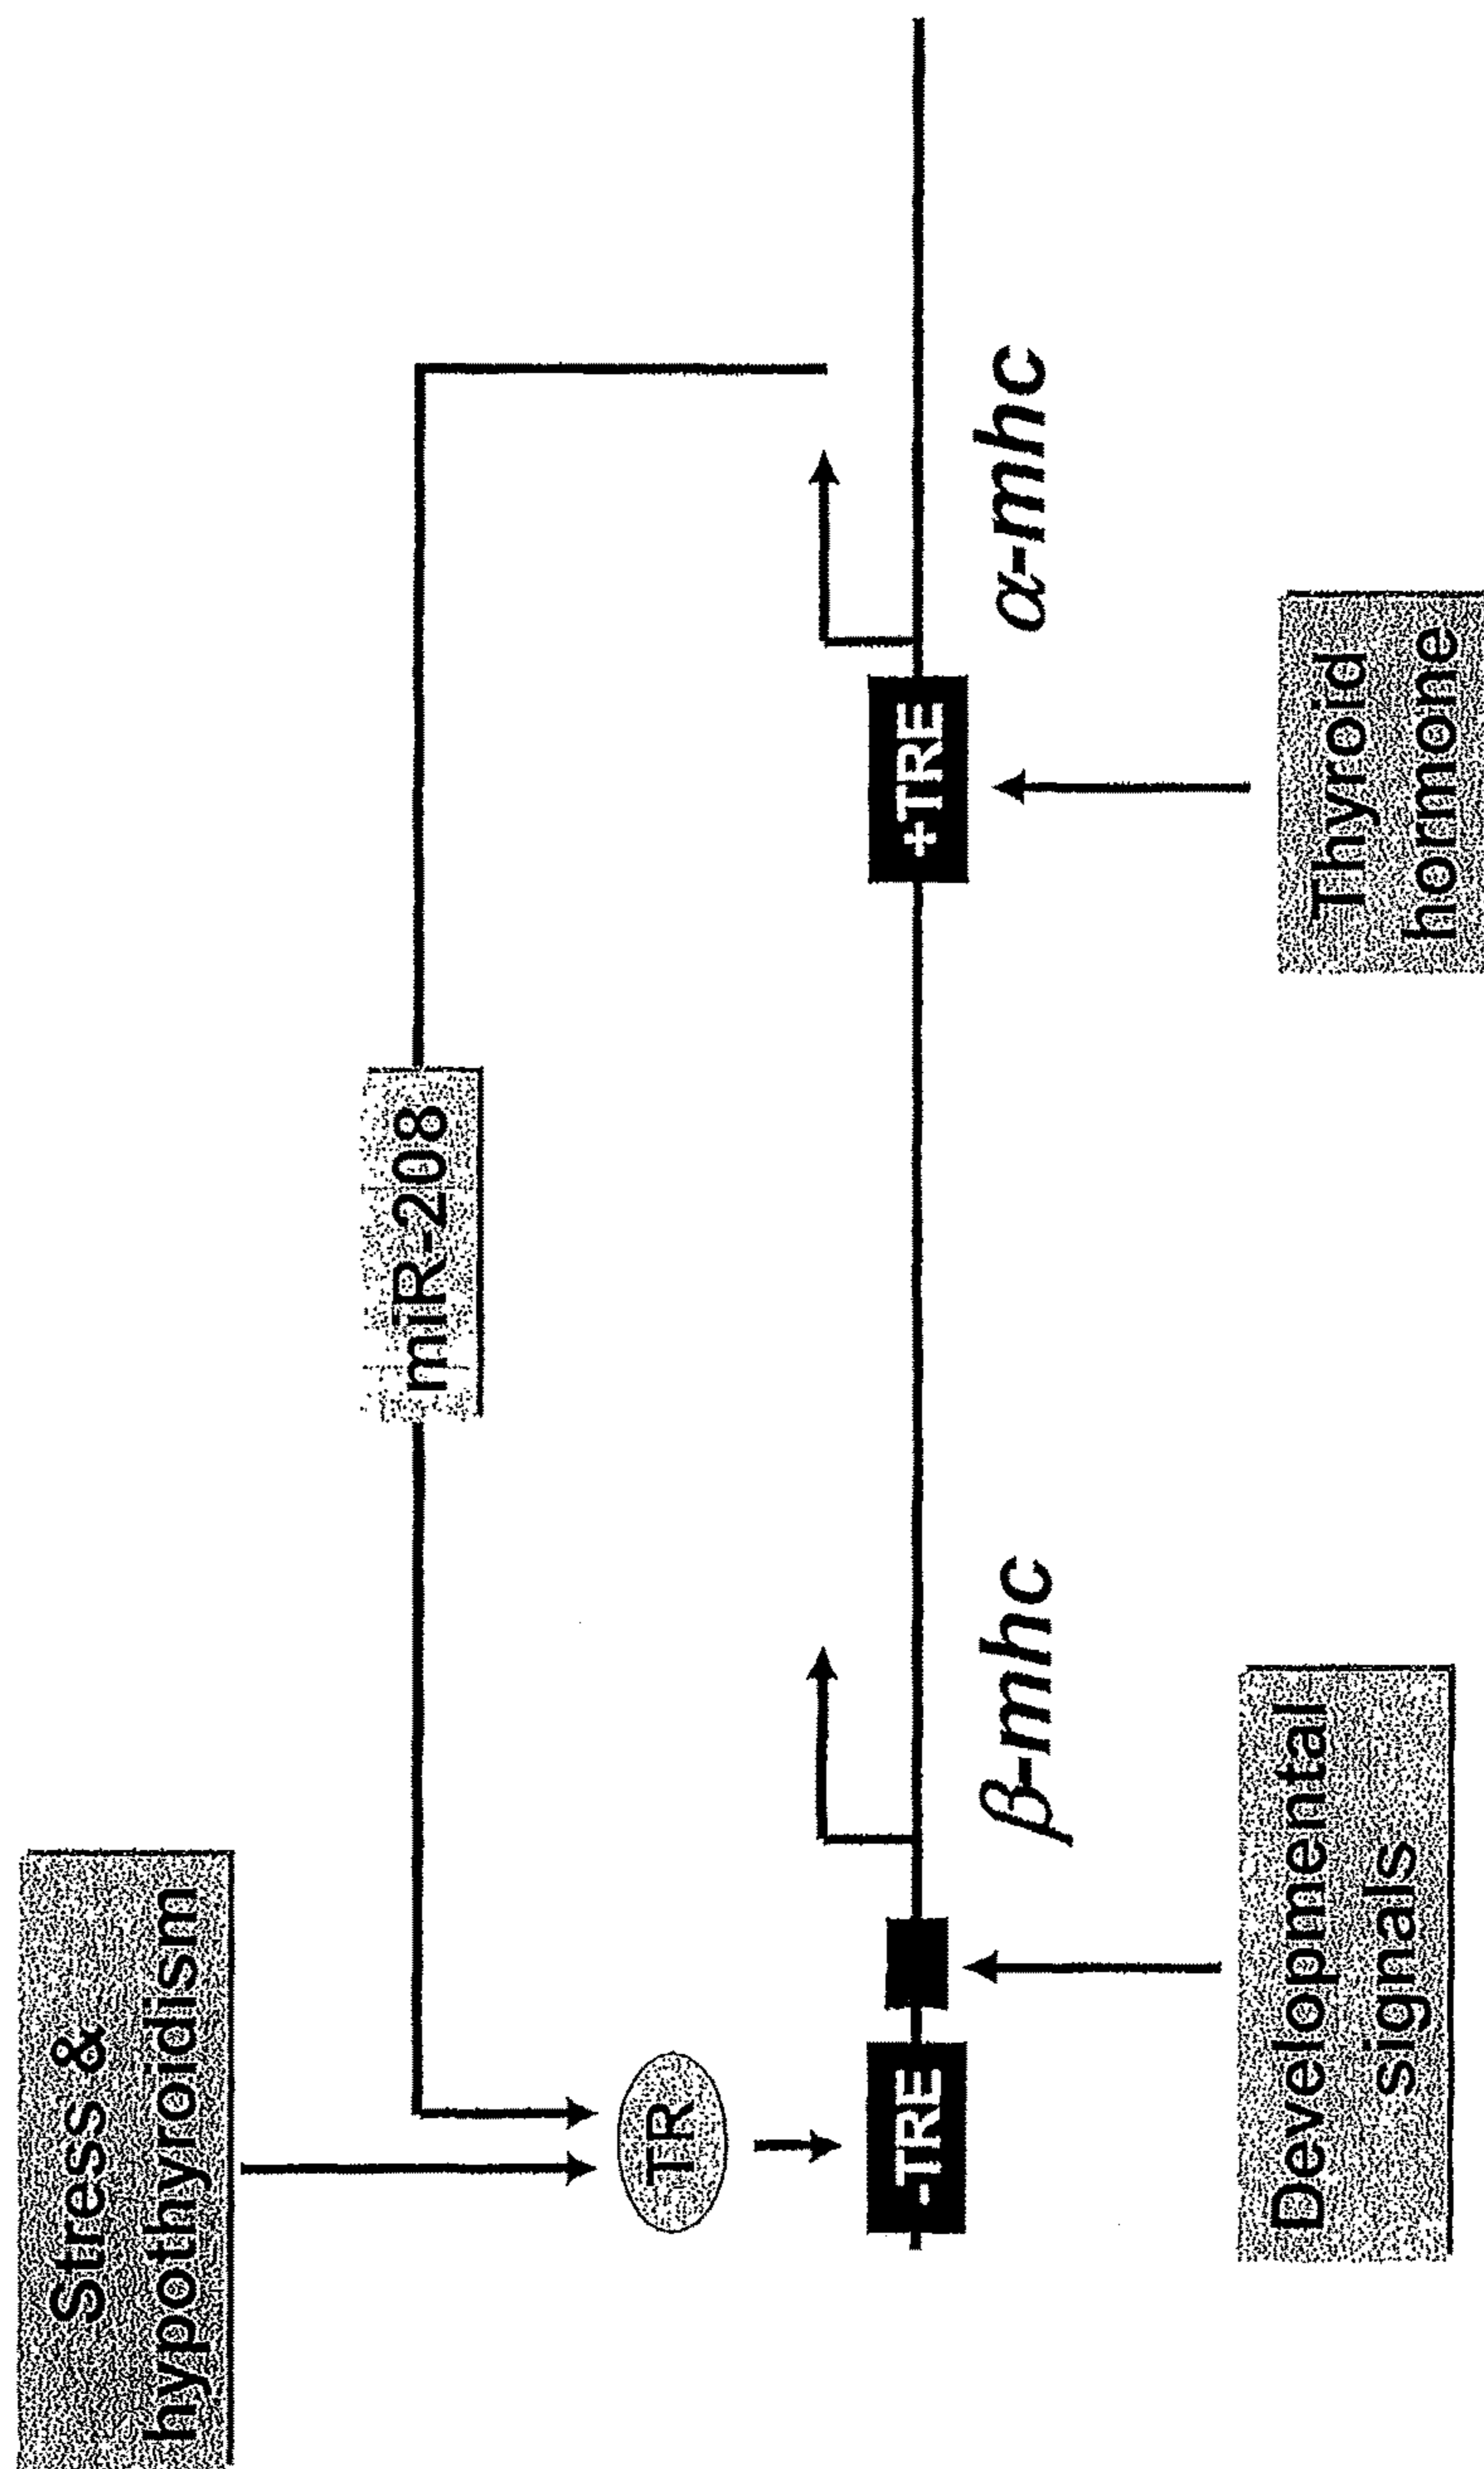 Stress &
hypothyroidism
miR-208
TR
-TRE
+TRE
β-mhc
α-mhc
Developmental
signals
Thyroid
hormone